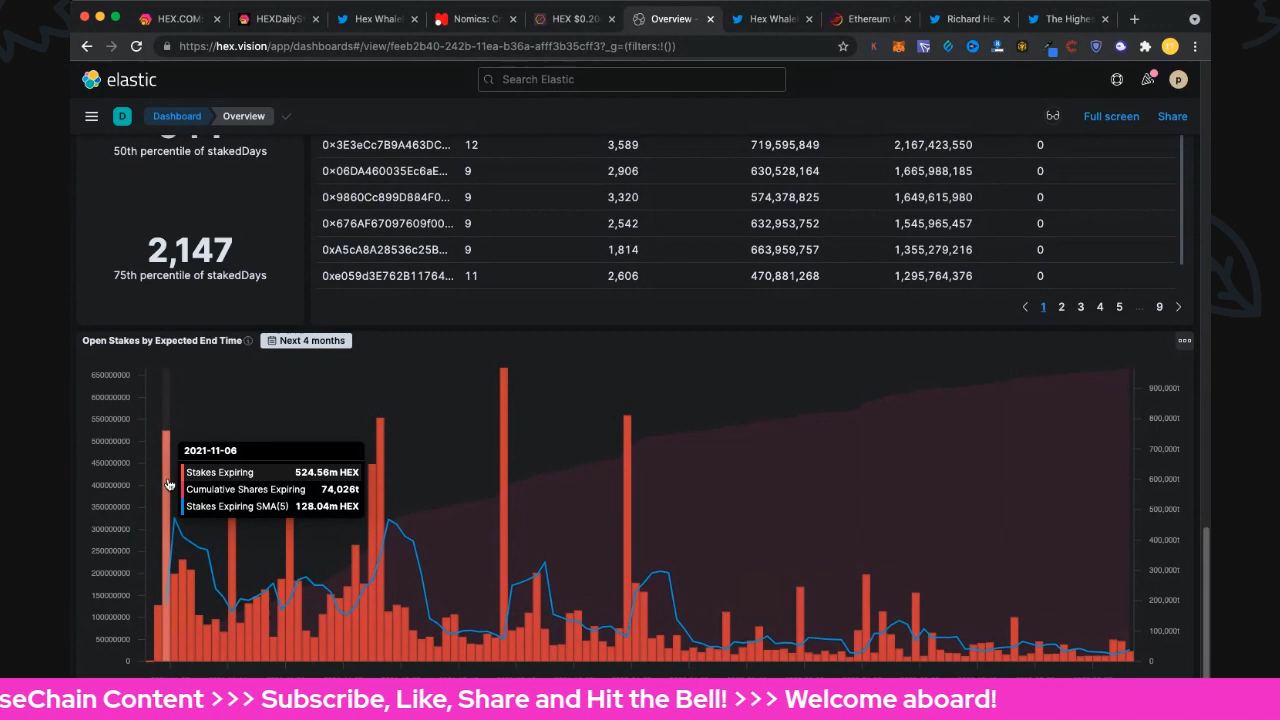 HEX.COM:
HEXDailySt
Hex Whale
Nomics: C
HEX $0.20
Overview -
Hex Whale
Ethereum G
Richard He
The Highes
https://hex.vision/app/dashboards#/view/feeb2b40-242b-11ea-b36a-afff3b35cff3?_g=(filters:!())
elastic
Search Elastic
p
D
Dashboard
Overview
Full screen
Share
50th percentile of stakedDays
2,147
75th percentile of stakedDays
0x3E3eCc7B9A463DC... 12 3,589 719,595,849 2,167,423,550 0
0x06DA460035Ec6aE... 9 2,906 630,528,164 1,665,988,185 0
0x9860Cc899D884F0... 9 3,320 574,378,825 1,649,615,980 0
0x676AF67097609f00... 9 2,542 632,953,752 1,545,965,457 0
0xA5cA8A28536c25B... 9 1,814 663,959,757 1,355,279,216 0
0xe059d3E762B11764... 11 2,606 470,881,268 1,295,764,376 0
1 2 3 4 5 ... 9
Open Stakes by Expected End Time
Next 4 months
650000000
600000000
550000000
500000000
450000000
400000000
350000000
300000000
250000000
200000000
150000000
100000000
50000000
0
2021-11-06
Stakes Expiring 524.56m HEX
Cumulative Shares Expiring 74,026t
Stakes Expiring SMA(5) 128.04m HEX
900,000t
800,000t
700,000t
600,000t
500,000t
400,000t
300,000t
200,000t
100,000t
0
seChain Content >>> Subscribe, Like, Share and Hit the Bell! >>> Welcome aboard!